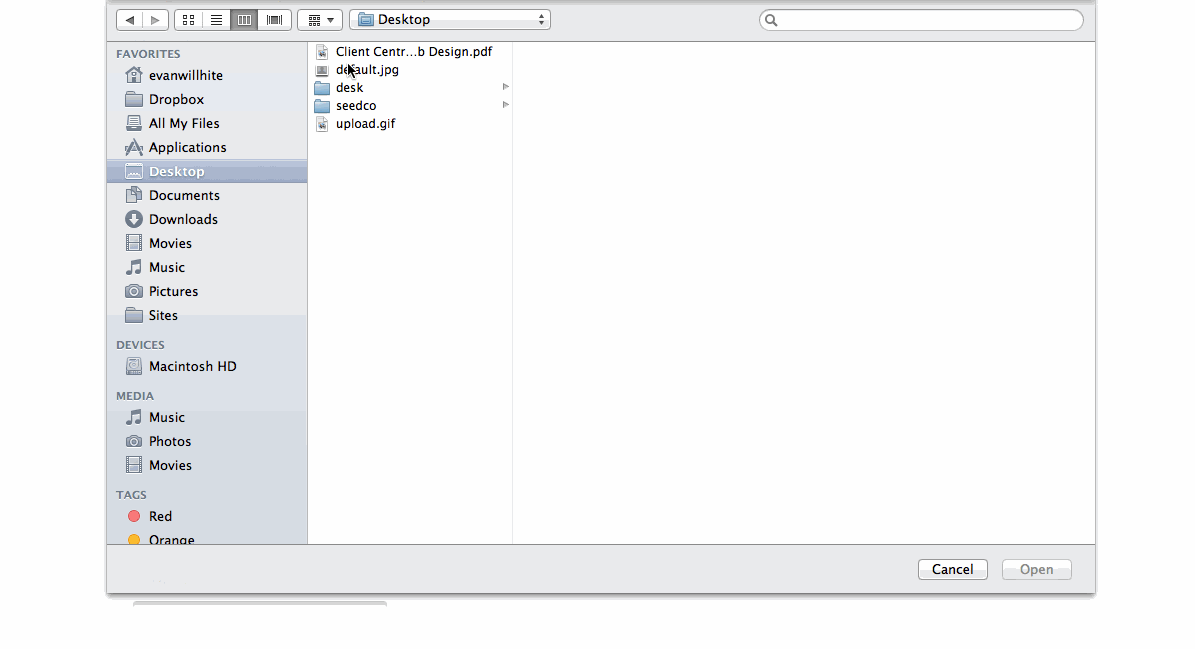 Desktop
FAVORITES
evanwillhite
Dropbox
All My Files
Applications
Desktop
Documents
Downloads
Movies
Music
Pictures
Sites
DEVICES
Macintosh HD
MEDIA
Music
Photos
Movies
TAGS
Red
Orange
Client Centr...b Design.pdf
default.jpg
desk
seedco
upload.gif
Cancel
Open